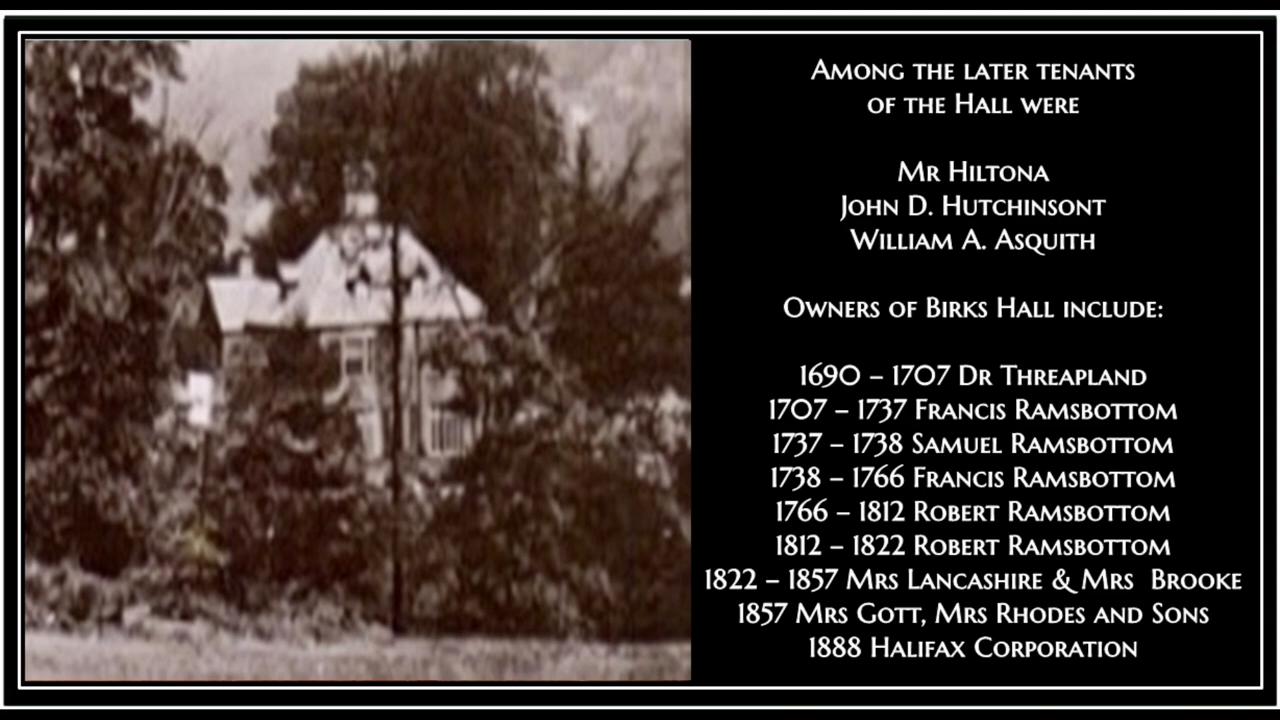 Among the later tenants
of the Hall were
Mr Hiltona
John D. Hutchinsont
William A. Asquith
Owners of Birks Hall include:
1690 – 1707 Dr Threapland
1707 – 1737 Francis Ramsbottom
1737 – 1738 Samuel Ramsbottom
1738 – 1766 Francis Ramsbottom
1766 – 1812 Robert Ramsbottom
1812 – 1822 Robert Ramsbottom
1822 – 1857 Mrs Lancashire & Mrs Brooke
1857 Mrs Gott, Mrs Rhodes and Sons
1888 Halifax Corporation